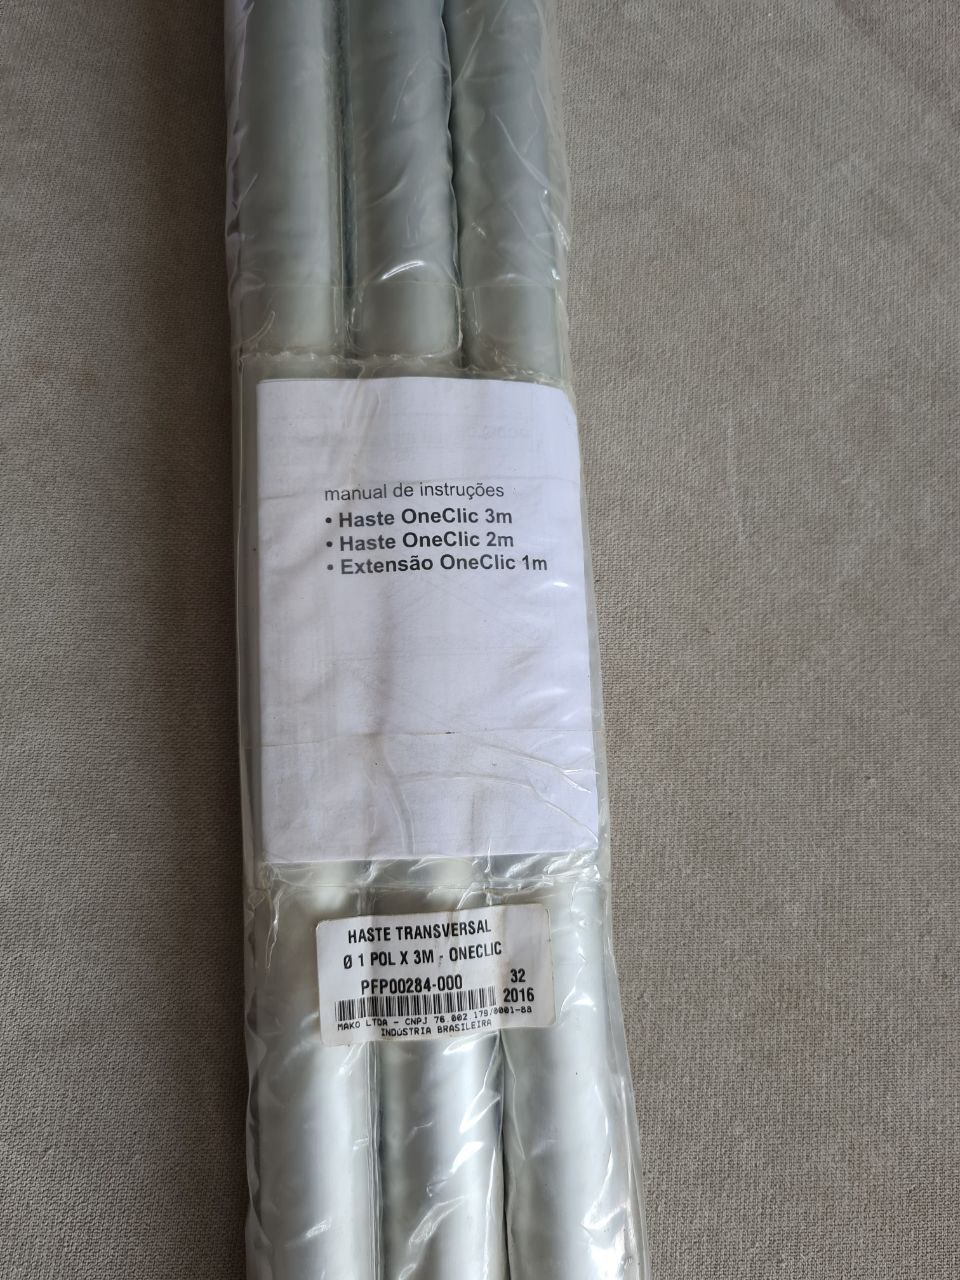 manual de instruções
• Haste OneClic 3m
• Haste OneClic 2m
• Extensão OneClic 1m
HASTE TRANSVERSAL
Ø 1 POL X 3M - ONECLIC
PFP00284-000 32
2016
MAKO LTDA - CNPJ 76.002.179/0001-88
INDÚSTRIA BRASILEIRA